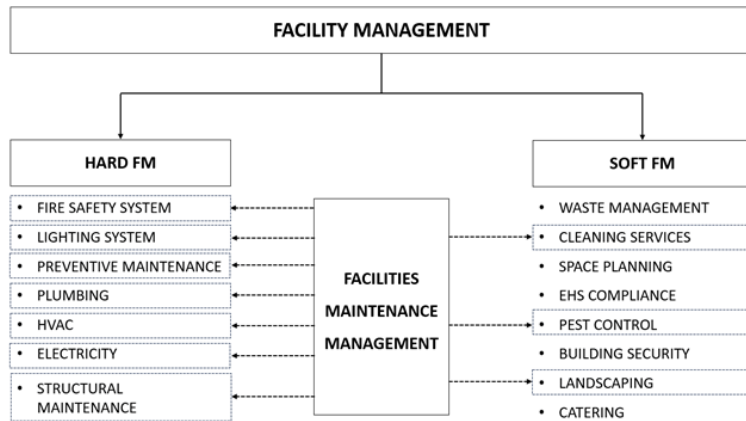 FACILITY MANAGEMENT
HARD FM
• FIRE SAFETY SYSTEM
• LIGHTING SYSTEM
• PREVENTIVE MAINTENANCE
• PLUMBING
• HVAC
• ELECTRICITY
• STRUCTURAL
MAINTENANCE
FACILITIES
MAINTENANCE
MANAGEMENT
SOFT FM
• WASTE MANAGEMENT
• CLEANING SERVICES
• SPACE PLANNING
• EHS COMPLIANCE
• PEST CONTROL
• BUILDING SECURITY
• LANDSCAPING
• CATERING